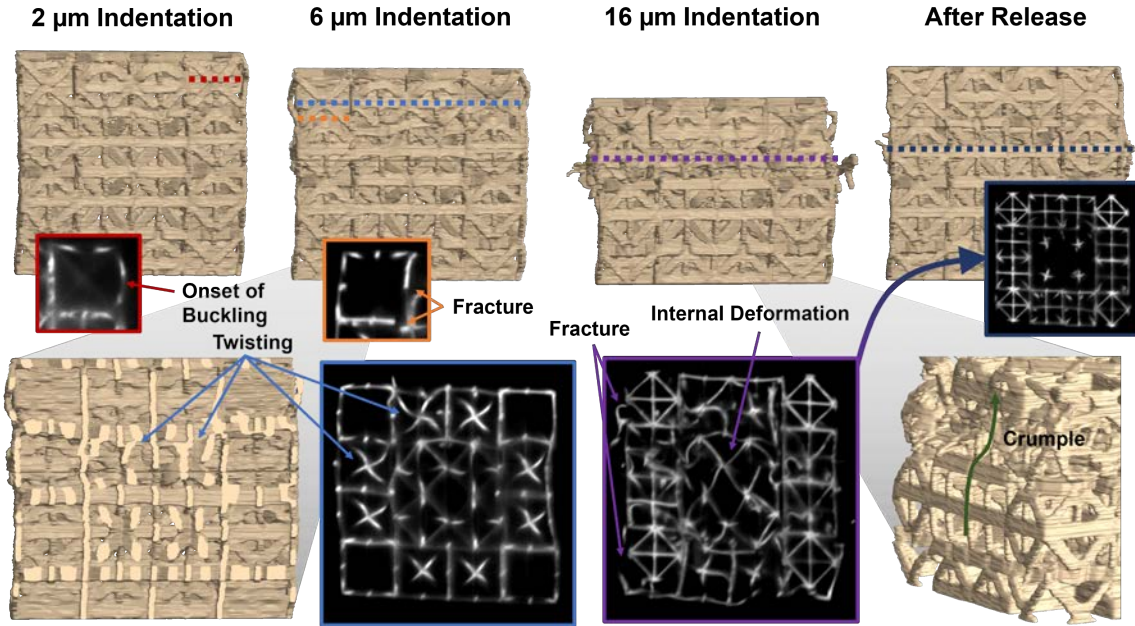 2 µm Indentation
6 µm Indentation
16 µm Indentation
After Release
Onset of
Buckling
Twisting
Fracture
Fracture
Internal Deformation
Crumple